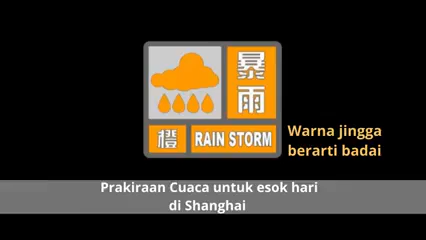 暴
雨
橙
RAIN STORM
Warna jingga
berarti badai
Prakiraan Cuaca untuk esok hari
di Shanghai